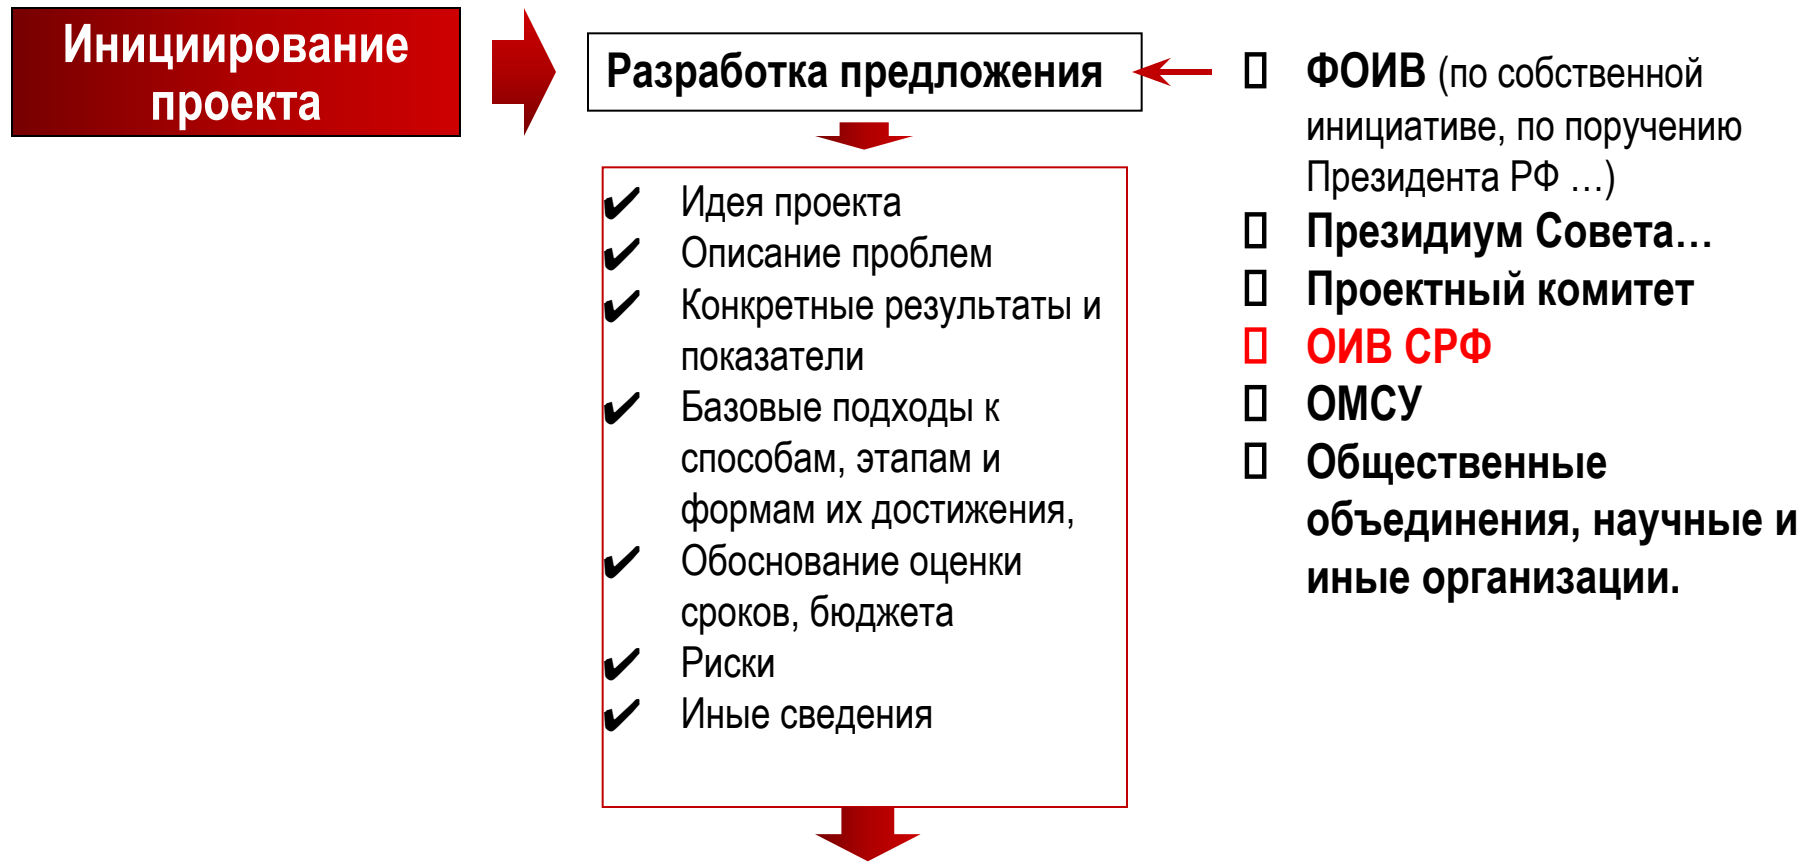 Инициирование
проекта
Разработка предложения
✔ Идея проекта
✔ Описание проблем
✔ Конкретные результаты и
показатели
✔ Базовые подходы к
способам, этапам и
формам их достижения,
✔ Обоснование оценки
сроков, бюджета
✔ Риски
✔ Иные сведения
ФОИВ (по собственной
инициативе, по поручению
Президента РФ …)
Президиум Совета…
Проектный комитет
ОИВ СРФ
ОМСУ
Общественные
объединения, научные и
иные организации.